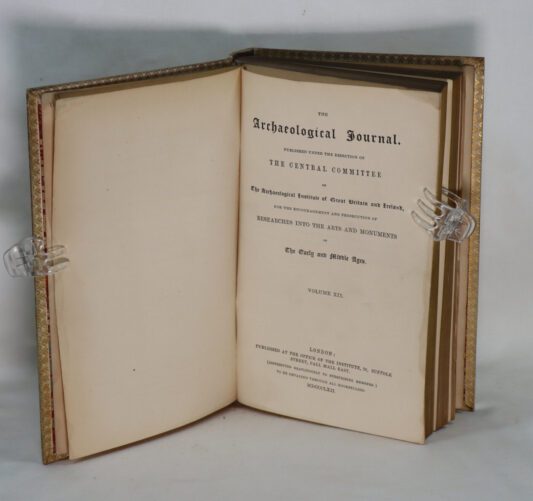 THE
Archaeological Journal.
PUBLISHED UNDER THE DIRECTION OF
THE CENTRAL COMMITTEE
OF
The Archaeological Institute of Great Britain and Ireland,
FOR THE ENCOURAGEMENT AND PROSECUTION OF
RESEARCHES INTO THE ARTS AND MONUMENTS
OF
The Early and Middle Ages.
VOLUME XIX.
LONDON:
PUBLISHED AT THE OFFICE OF THE INSTITUTE, SUFFOLK
STREET, PALL MALL EAST.
(DISTRIBUTED GRATUITOUSLY TO SUBSCRIBING MEMBERS.)
TO BE OBTAINED THROUGH ALL BOOKSELLERS
MDCCCLXII